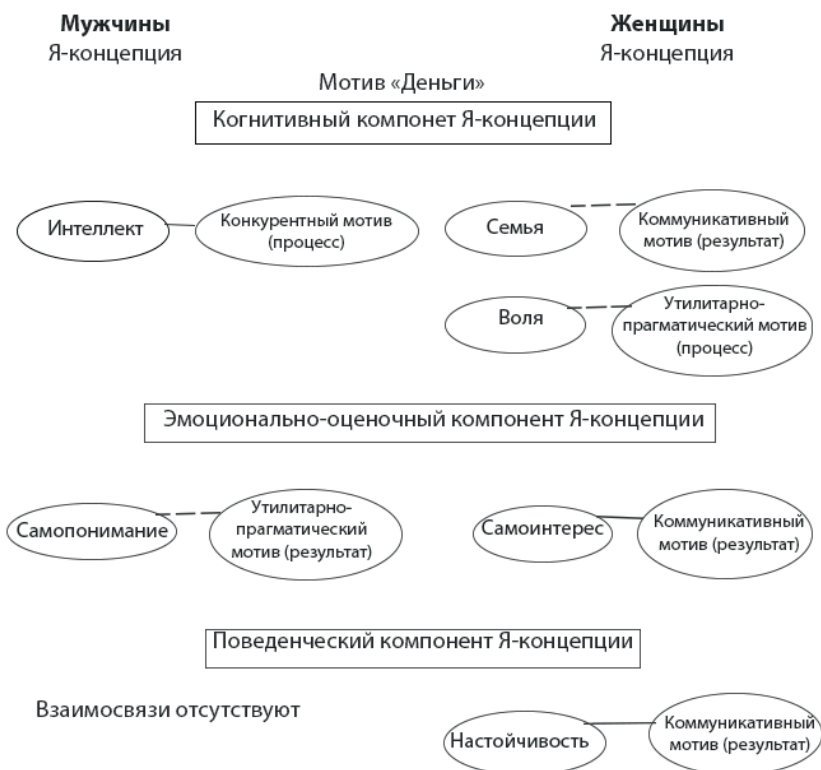 Мужчины
Я-концепция
Женщины
Я-концепция
Мотив «Деньги»
Когнитивный компонет Я-концепции
Интеллект
Конкурентный мотив
(процесс)
Семья
Коммуникативный
мотив (результат)
Воля
Утилитарно-
прагматический мотив
(процесс)
Эмоционально-оценочный компонент Я-концепции
Самопонимание
Утилитарно-
прагматический
мотив (результат)
Самоинтерес
Коммуникативный
мотив (результат)
Поведенческий компонент Я-концепции
Взаимосвязи отсутствуют
Настойчивость
Коммуникативный
мотив (результат)